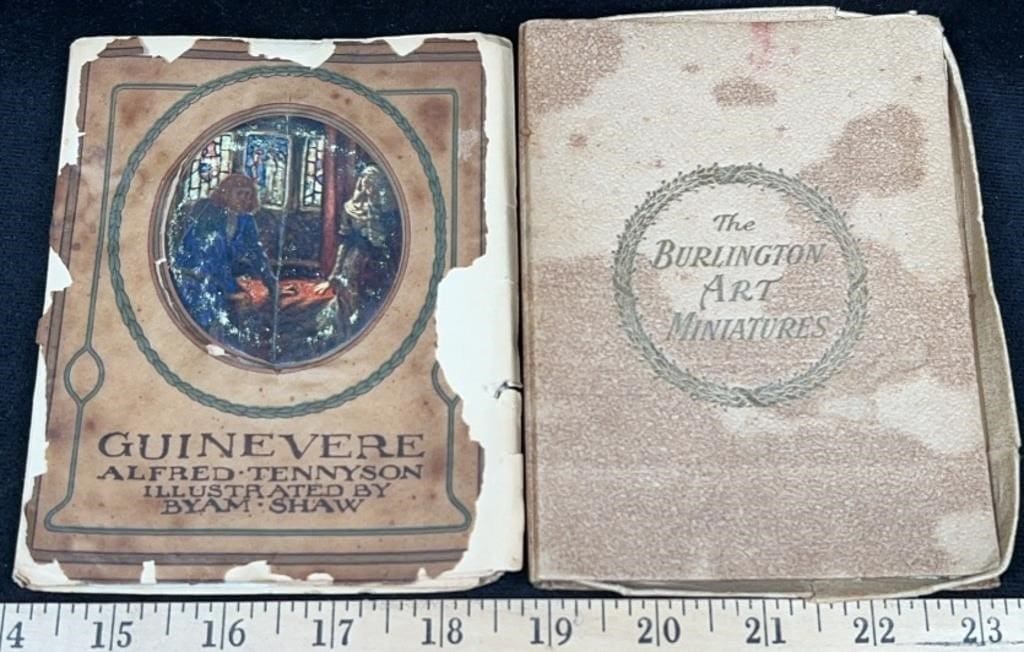 GUINEVERE
ALFRED · TENNYSON
ILLUSTRATED BY
BYAM · SHAW
The
BURLINGTON
ART
MINIATURES
4 15 16 17 18 19 20 21 22 23